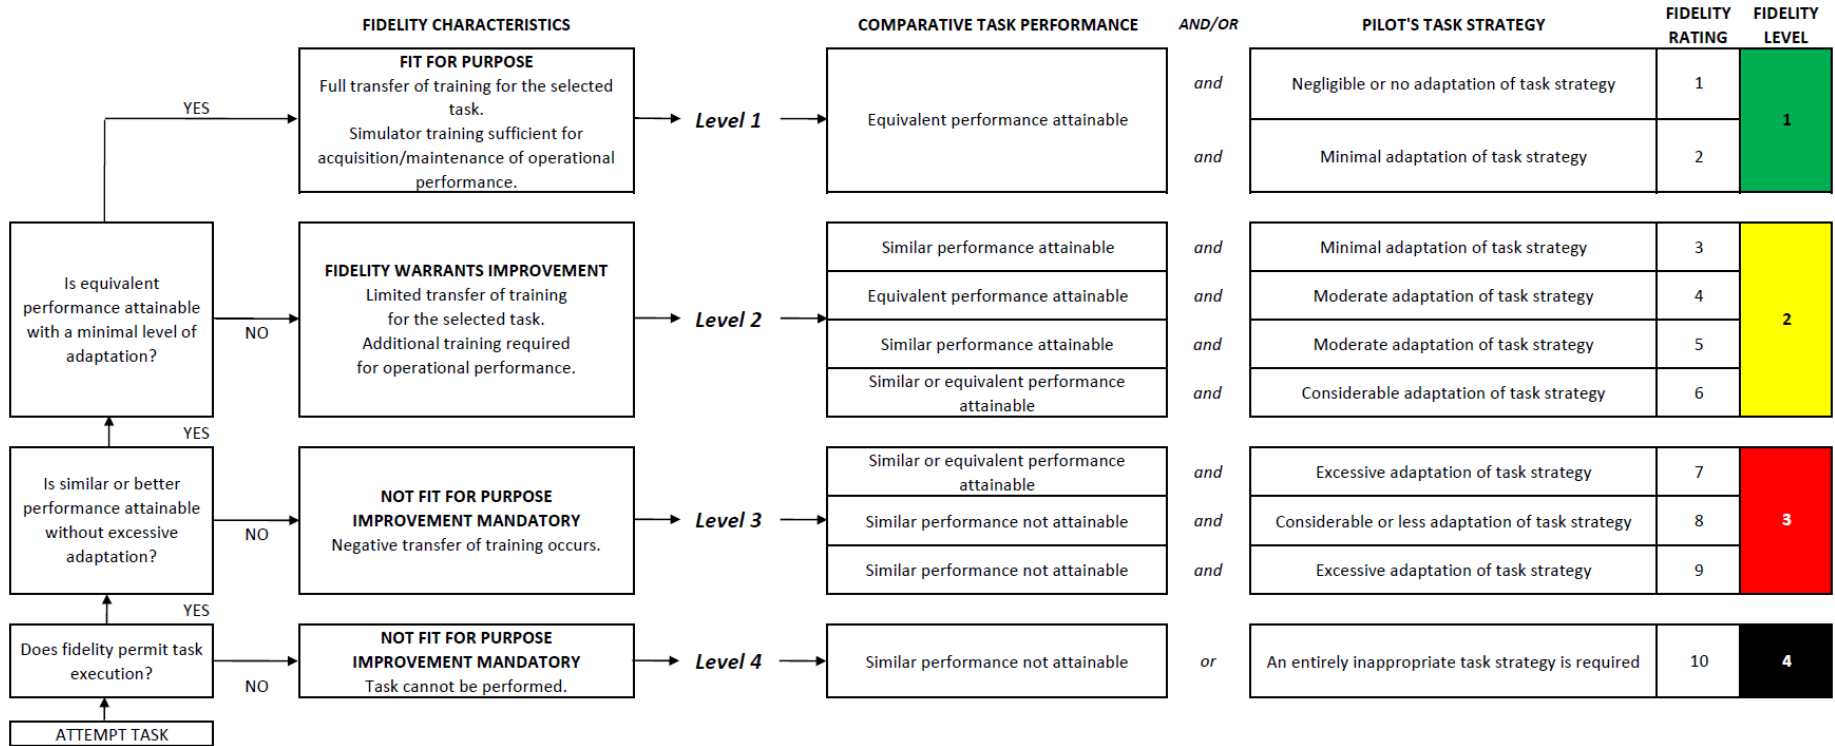 FIDELITY CHARACTERISTICS
COMPARATIVE TASK PERFORMANCE
AND/OR
PILOT'S TASK STRATEGY
FIDELITY
RATING
FIDELITY
LEVEL
YES
FIT FOR PURPOSE
Full transfer of training for the selected
task.
Simulator training sufficient for
acquisition/maintenance of operational
performance.
Level 1
Equivalent performance attainable
and
Negligible or no adaptation of task strategy
1
and
Minimal adaptation of task strategy
2
1
Is equivalent
performance attainable
with a minimal level of
adaptation?
NO
FIDELITY WARRANTS IMPROVEMENT
Limited transfer of training
for the selected task.
Additional training required
for operational performance.
Level 2
Similar performance attainable
and
Minimal adaptation of task strategy
3
Equivalent performance attainable
and
Moderate adaptation of task strategy
4
Similar performance attainable
and
Moderate adaptation of task strategy
5
Similar or equivalent performance
attainable
and
Considerable adaptation of task strategy
6
2
YES
Is similar or better
performance attainable
without excessive
adaptation?
NO
NOT FIT FOR PURPOSE
IMPROVEMENT MANDATORY
Negative transfer of training occurs.
Level 3
Similar or equivalent performance
attainable
and
Excessive adaptation of task strategy
7
Similar performance not attainable
and
Considerable or less adaptation of task strategy
8
Similar performance not attainable
and
Excessive adaptation of task strategy
9
3
YES
Does fidelity permit task
execution?
NO
NOT FIT FOR PURPOSE
IMPROVEMENT MANDATORY
Task cannot be performed.
Level 4
Similar performance not attainable
or
An entirely inappropriate task strategy is required
10
4
ATTEMPT TASK